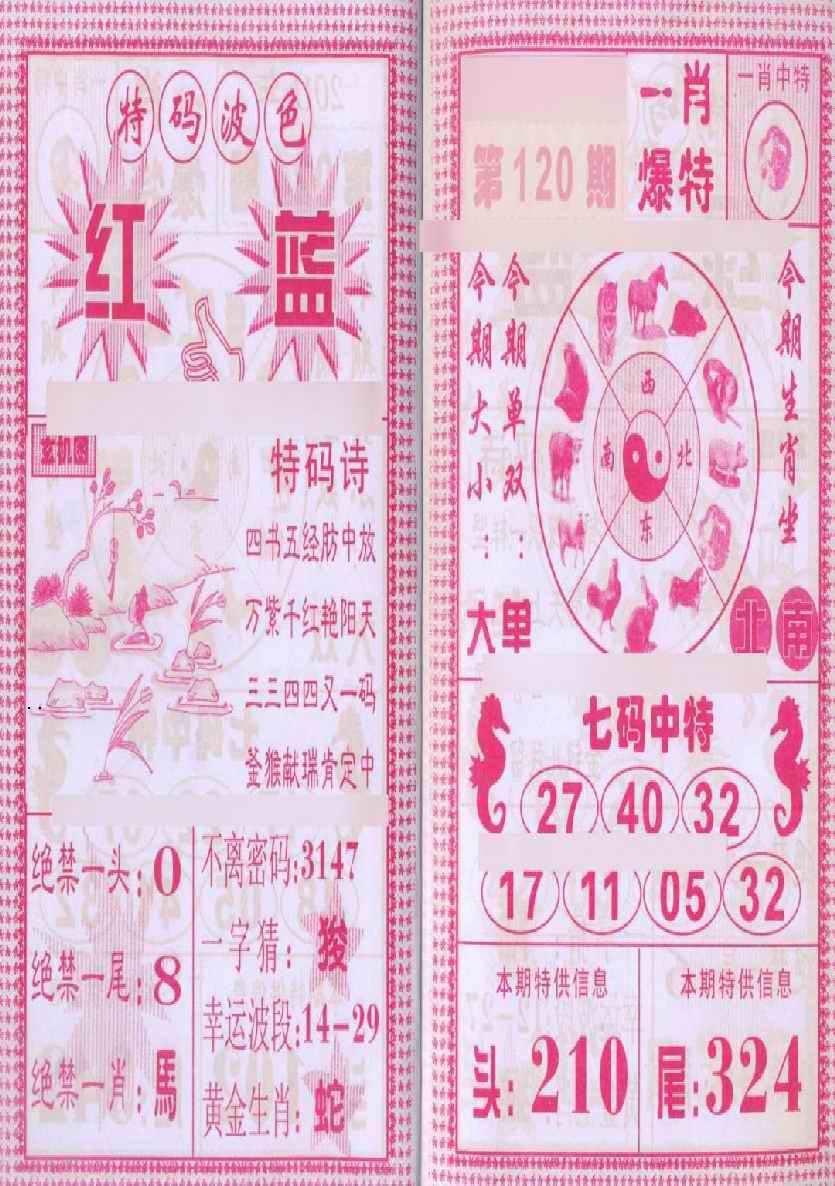 特码波色
红 蓝
玄机图
特码诗
四书五经防中放
万紫千红艳阳天
三三四四又一码
釜猴献瑞肯定中
绝禁一头:0
绝禁一尾:8
绝禁一肖:馬
不离密码:3147
一字猜:狻
幸运波段:14-29
黄金生肖:蛇
第120期
一肖
爆特
一肖中特
今期大小:大
今期单双:单
今期生肖坐
北南
西
南 北
东
七码中特
27 40 32
17 11 05 32
本期特供信息
头:210
本期特供信息
尾:324